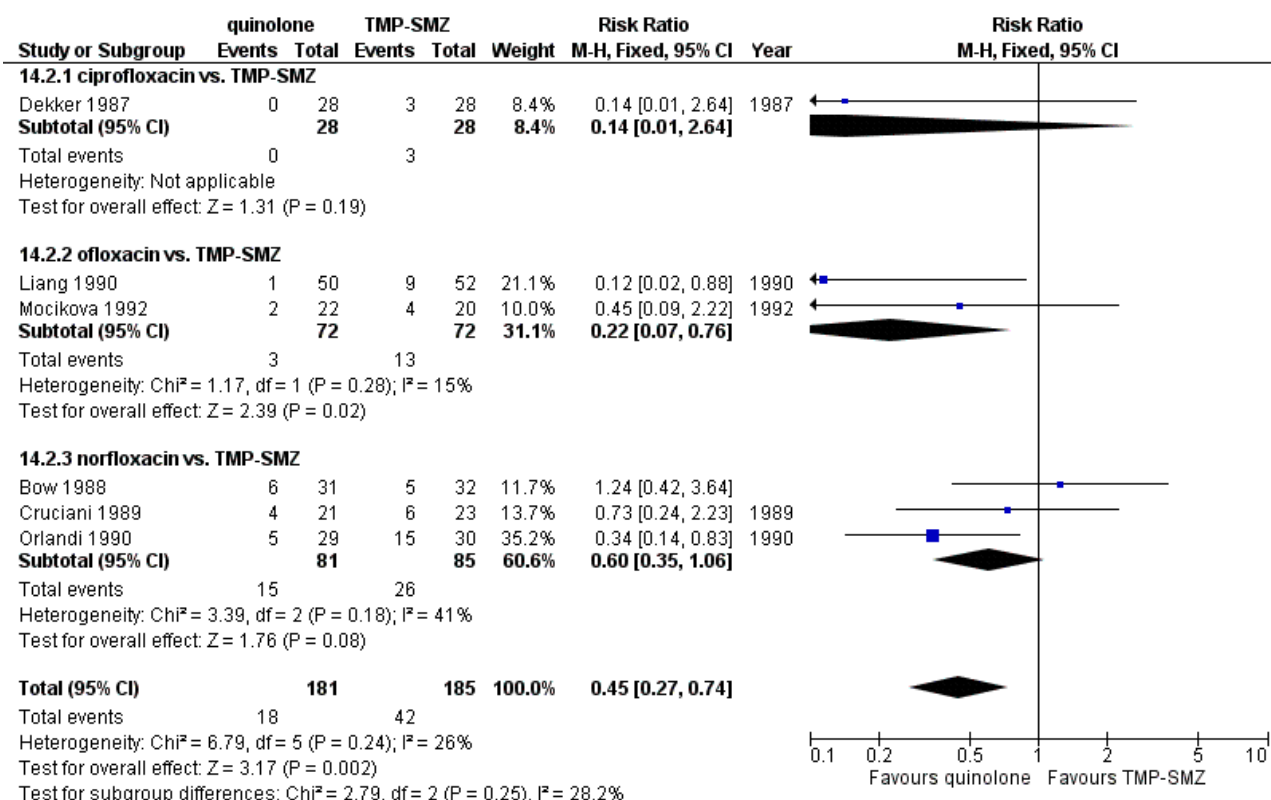 quinolone TMP-SMZ Risk Ratio Risk Ratio
Study or Subgroup Events Total Events Total Weight M-H, Fixed, 95% CI Year M-H, Fixed, 95% CI
14.2.1 ciprofloxacin vs. TMP-SMZ
Dekker 1987 0 28 3 28 8.4% 0.14 [0.01, 2.64] 1987
Subtotal (95% CI) 28 28 8.4% 0.14 [0.01, 2.64]
Total events 0 3
Heterogeneity: Not applicable
Test for overall effect: Z = 1.31 (P = 0.19)
14.2.2 ofloxacin vs. TMP-SMZ
Liang 1990 1 50 9 52 21.1% 0.12 [0.02, 0.88] 1990
Mocikova 1992 2 22 4 20 10.0% 0.45 [0.09, 2.22] 1992
Subtotal (95% CI) 72 72 31.1% 0.22 [0.07, 0.76]
Total events 3 13
Heterogeneity: Chi² = 1.17, df = 1 (P = 0.28); I² = 15%
Test for overall effect: Z = 2.39 (P = 0.02)
14.2.3 norfloxacin vs. TMP-SMZ
Bow 1988 6 31 5 32 11.7% 1.24 [0.42, 3.64]
Cruciani 1989 4 21 6 23 13.7% 0.73 [0.24, 2.23] 1989
Orlandi 1990 5 29 15 30 35.2% 0.34 [0.14, 0.83] 1990
Subtotal (95% CI) 81 85 60.6% 0.60 [0.35, 1.06]
Total events 15 26
Heterogeneity: Chi² = 3.39, df = 2 (P = 0.18); I² = 41%
Test for overall effect: Z = 1.76 (P = 0.08)
Total (95% CI) 181 185 100.0% 0.45 [0.27, 0.74]
Total events 18 42
Heterogeneity: Chi² = 6.79, df = 5 (P = 0.24); I² = 26%
Test for overall effect: Z = 3.17 (P = 0.002)
Test for subgroup differences: Chi² = 2.79, df = 2 (P = 0.25), I² = 28.2%
0.1 0.2 0.5 1 2 5 10
Favours quinolone Favours TMP-SMZ